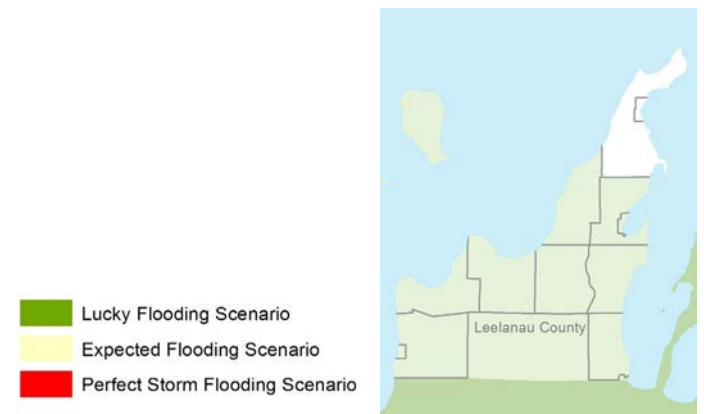 Lucky Flooding Scenario
Expected Flooding Scenario
Perfect Storm Flooding Scenario
Leelanau County